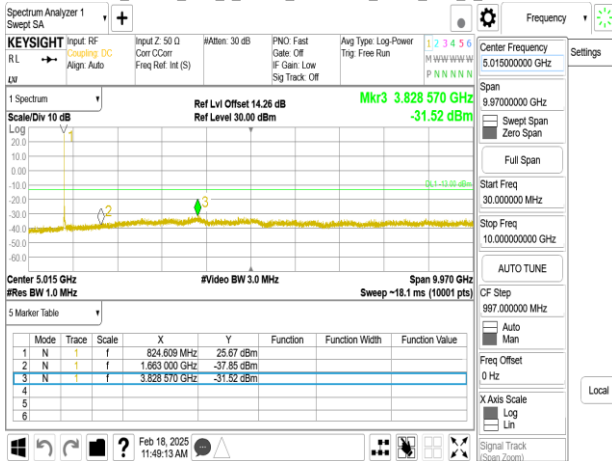 Spectrum Analyzer 1
Swept SA
+
Frequency
KEYSIGHT
RL
Input: RF
Coupling: DC
Align: Auto
Input Z: 50 Ω
Corr CCorr
Freq Ref: Int (S)
#Atten: 30 dB
PNO: Fast
Gate: Off
IF Gain: Low
Sig Track: Off
Avg Type: Log-Power
Trig: Free Run
1 2 3 4 5 6
M W W W W W
P N N N N N
Center Frequency
5.015000000 GHz
Settings
1 Spectrum
Scale/Div 10 dB
Ref Lvl Offset 14.26 dB
Ref Level 30.00 dBm
Mkr3 3.828 570 GHz
-31.52 dBm
Span
9.97000000 GHz
Swept Span
Zero Span
Full Span
Start Freq
30.000000 MHz
Stop Freq
10.000000000 GHz
AUTO TUNE
CF Step
997.000000 MHz
Auto
Man
Freq Offset
0 Hz
X Axis Scale
Log
Lin
Local
Signal Track
(Span Zoom)
Log
20.0
10.0
0.00
-10.0
-20.0
-30.0
-40.0
-50.0
-60.0
1
2
3
DL1 -13.00 dBm
Center 5.015 GHz
#Res BW 1.0 MHz
#Video BW 3.0 MHz
Span 9.970 GHz
Sweep ~18.1 ms (10001 pts)
5 Marker Table
Mode Trace Scale X Y Function Function Width Function Value
1 N 1 f 824.609 MHz 25.67 dBm
2 N 1 f 1.663 000 GHz -37.85 dBm
3 N 1 f 3.828 570 GHz -31.52 dBm
4
5
6
?
Feb 18, 2025
11:49:13 AM